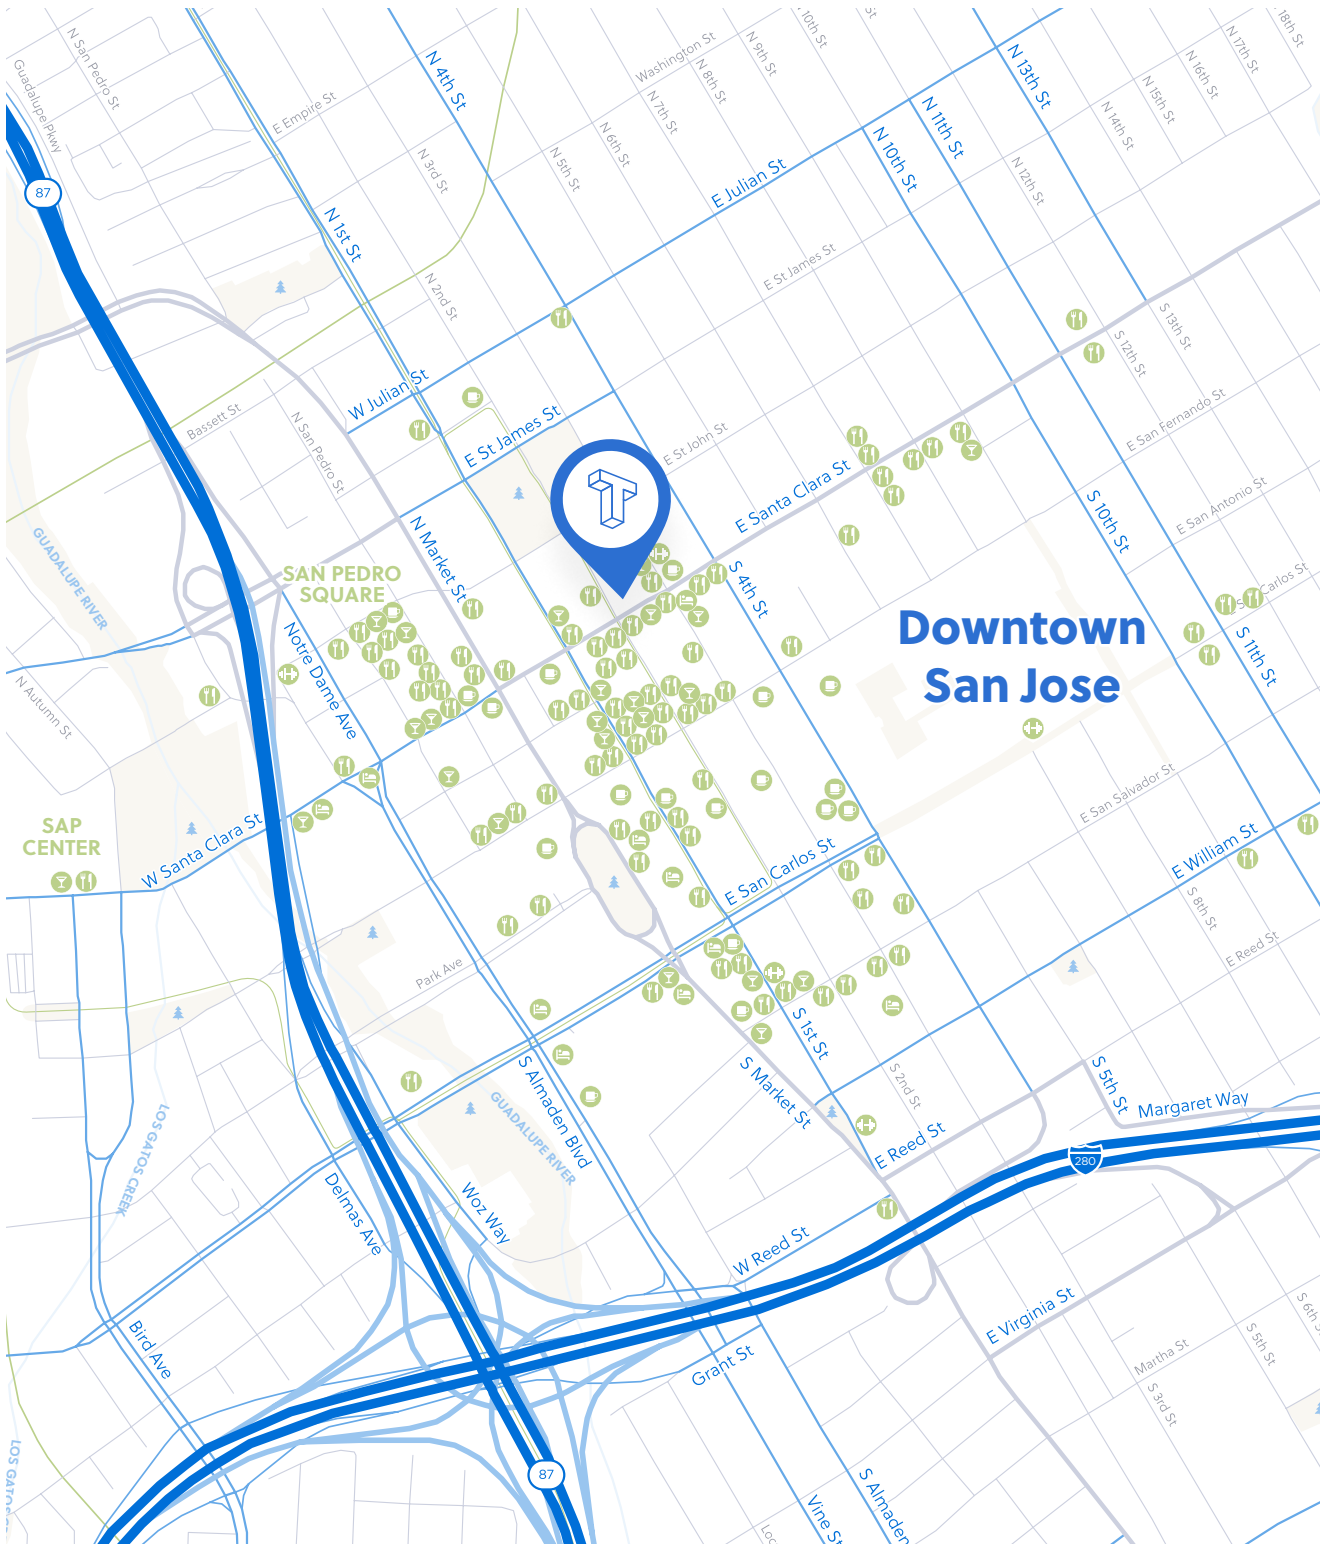 N San Pedro St
Guadalupe Pkwy
87
E Empire St
N 1st St
N 4th St
N 3rd St
N 2nd St
N 5th St
N 6th St
N 7th St
Washington St
N 8th St
N 9th St
10th St
N 10th St
N 11th St
N 13th St
N 12th St
N 14th St
N 15th St
N 16th St
N 17th St
18th St
E Julian St
E St James St
W Julian St
E St James St
E St John St
Bassett St
N San Pedro St
N Market St
E Santa Clara St
S 13th St
S 12th St
E San Fernando St
E San Antonio St
S 10th St
S 4th St
T
GUADALUPE RIVER
SAN PEDRO
SQUARE
Notre Dame Ave
N Autumn St
Downtown
San Jose
Carlos St
S 11th St
SAP
CENTER
W Santa Clara St
E San Salvador St
E William St
E San Carlos St
S 8th St
E Reed St
Park Ave
S 1st St
S Market St
S 2nd St
S 5th St
Margaret Way
280
E Reed St
S Almaden Blvd
GUADALUPE RIVER
LOS GATOS CREEK
Delmas Ave
Woz Way
W Reed St
E Virginia St
Grant St
Bird Ave
Martha St
S 3rd St
S 5th St
S 6th St
87
LOS GATOS
Vine St
S Almaden
Loc